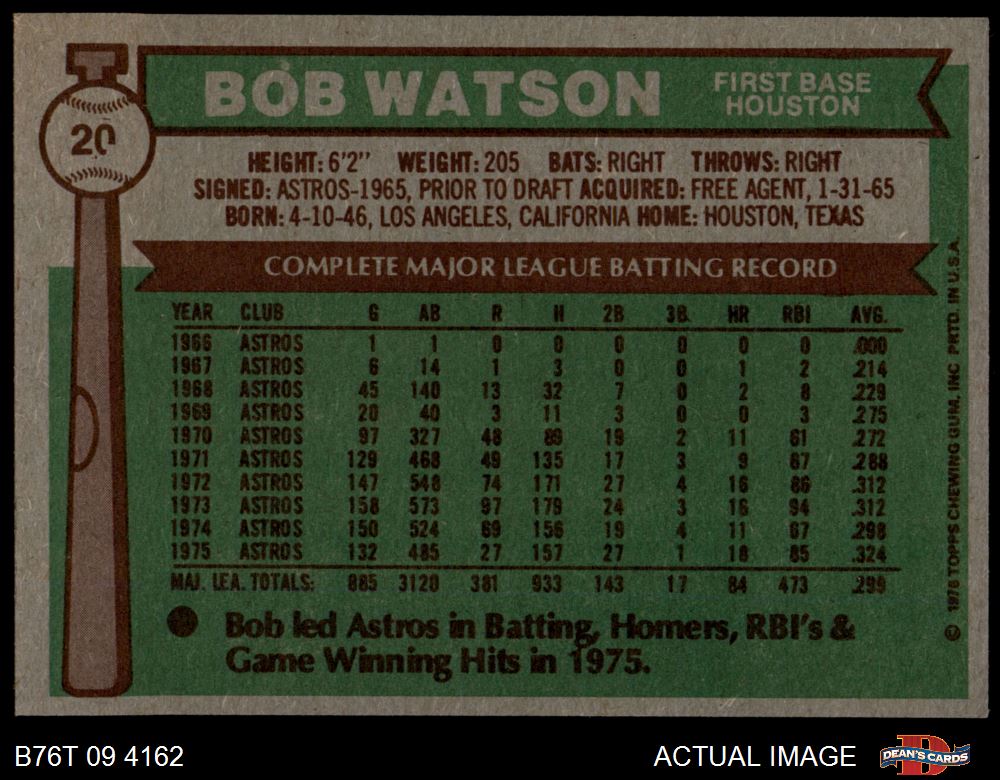 20
BOB WATSON FIRST BASE
HOUSTON
HEIGHT: 6'2" WEIGHT: 205 BATS: RIGHT THROWS: RIGHT
SIGNED: ASTROS-1965, PRIOR TO DRAFT ACQUIRED: FREE AGENT, 1-31-65
BORN: 4-10-46, LOS ANGELES, CALIFORNIA HOME: HOUSTON, TEXAS
COMPLETE MAJOR LEAGUE BATTING RECORD
YEAR CLUB G AB R H 2B 3B. HR RBI AVG.
1966 ASTROS 1 1 0 0 0 0 0 0 .000
1967 ASTROS 6 14 1 3 0 0 1 2 .214
1968 ASTROS 45 140 13 32 7 0 2 8 .229
1969 ASTROS 20 40 3 11 3 0 0 3 .275
1970 ASTROS 97 327 48 89 19 2 11 61 .272
1971 ASTROS 129 468 49 135 17 3 9 67 .288
1972 ASTROS 147 548 74 171 27 4 16 86 .312
1973 ASTROS 158 573 97 179 24 3 16 94 .312
1974 ASTROS 150 524 69 156 19 4 11 67 .298
1975 ASTROS 132 485 27 157 27 1 18 85 .324
MAJ. LEA. TOTALS: 885 3120 381 933 143 17 84 473 .299
Bob led Astros in Batting, Homers, RBI's &
Game Winning Hits in 1975.
© 1976 TOPPS CHEWING GUM, INC PRTD. IN U.S.A.
B76T 09 4162 ACTUAL IMAGE DEAN'S CARDS